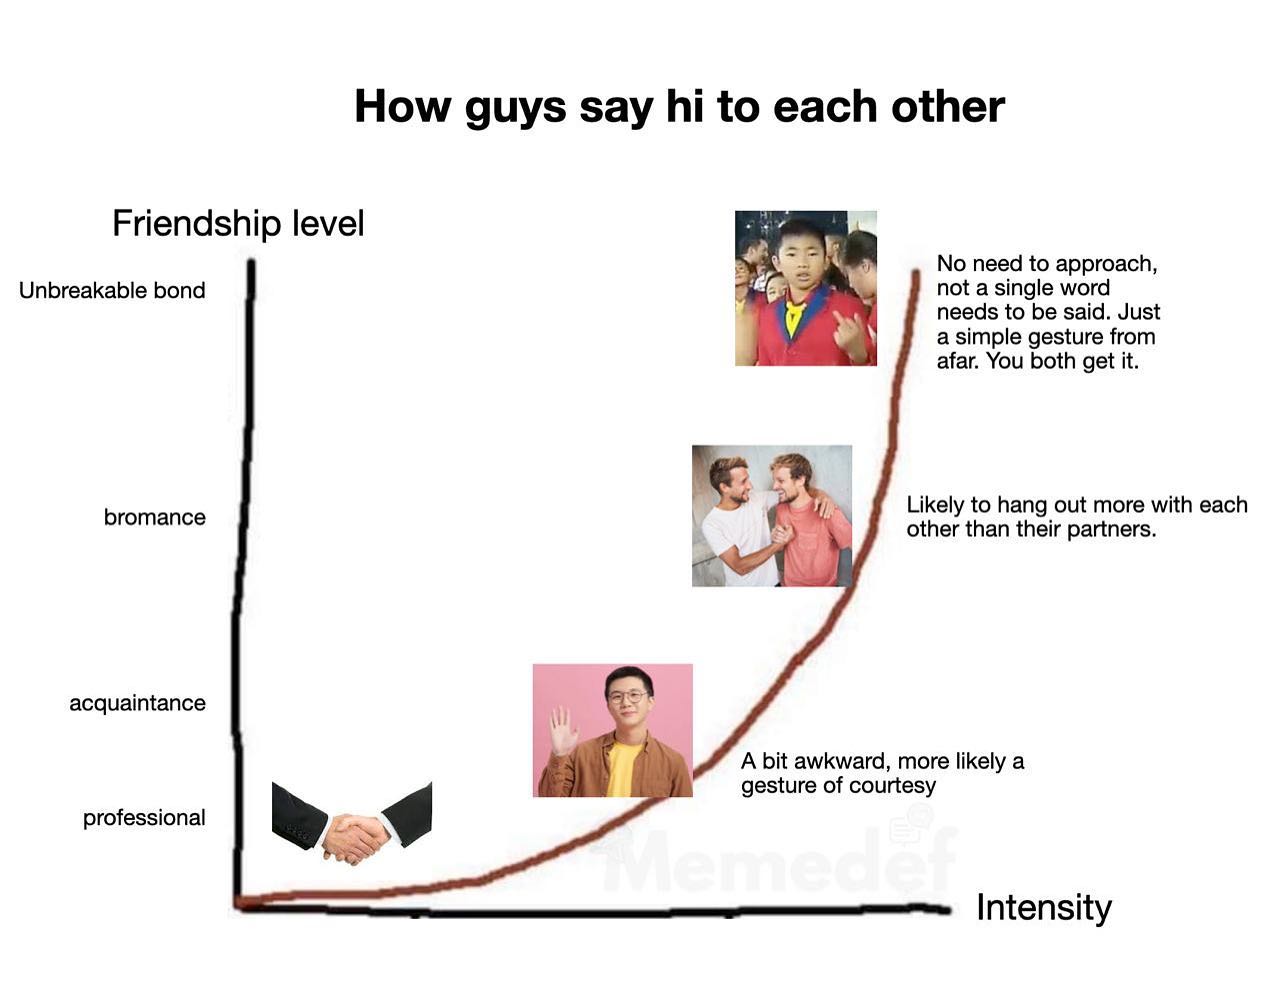 How guys say hi to each other
Friendship level
Unbreakable bond
No need to approach,
not a single word
needs to be said. Just
a simple gesture from
afar. You both get it.
bromance
Likely to hang out more with each
other than their partners.
acquaintance
A bit awkward, more likely a
gesture of courtesy
professional
Memedef
Intensity